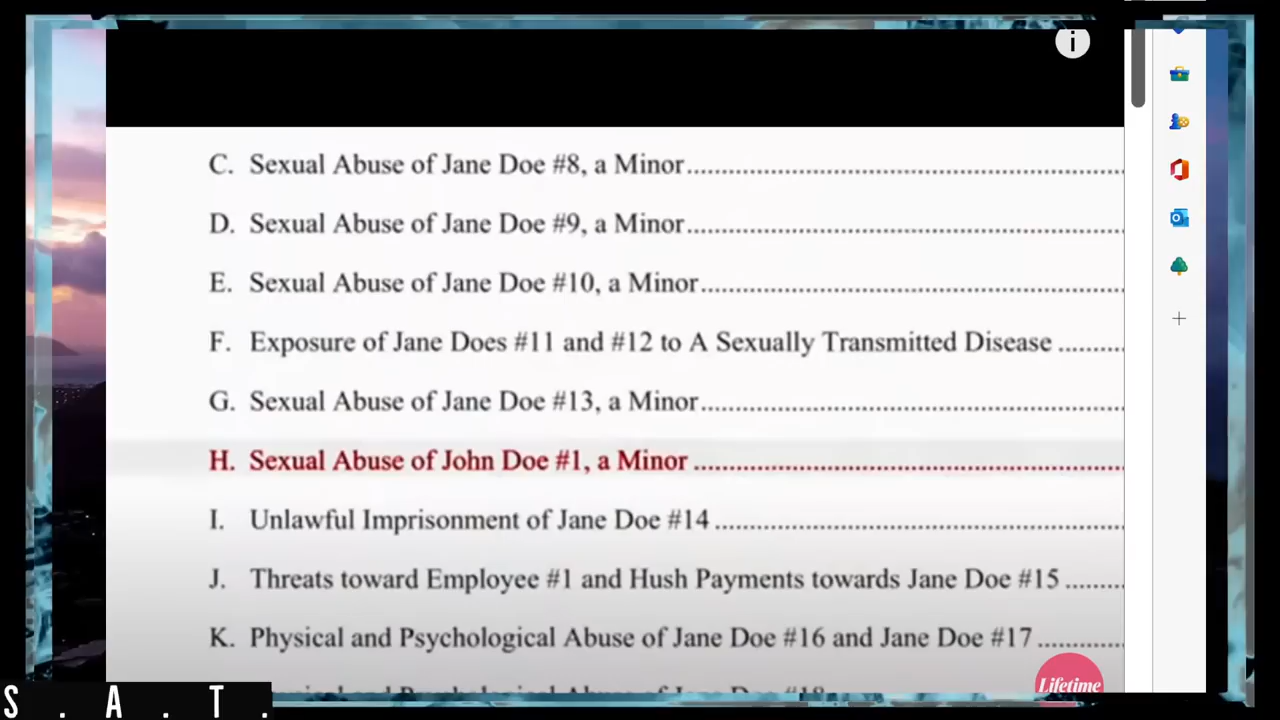 i
C. Sexual Abuse of Jane Doe #8, a Minor
D. Sexual Abuse of Jane Doe #9, a Minor
E. Sexual Abuse of Jane Doe #10, a Minor
F. Exposure of Jane Does #11 and #12 to A Sexually Transmitted Disease
G. Sexual Abuse of Jane Doe #13, a Minor
H. Sexual Abuse of John Doe #1, a Minor
I. Unlawful Imprisonment of Jane Doe #14
J. Threats toward Employee #1 and Hush Payments towards Jane Doe #15
K. Physical and Psychological Abuse of Jane Doe #16 and Jane Doe #17
Lifetime
S . A . T .